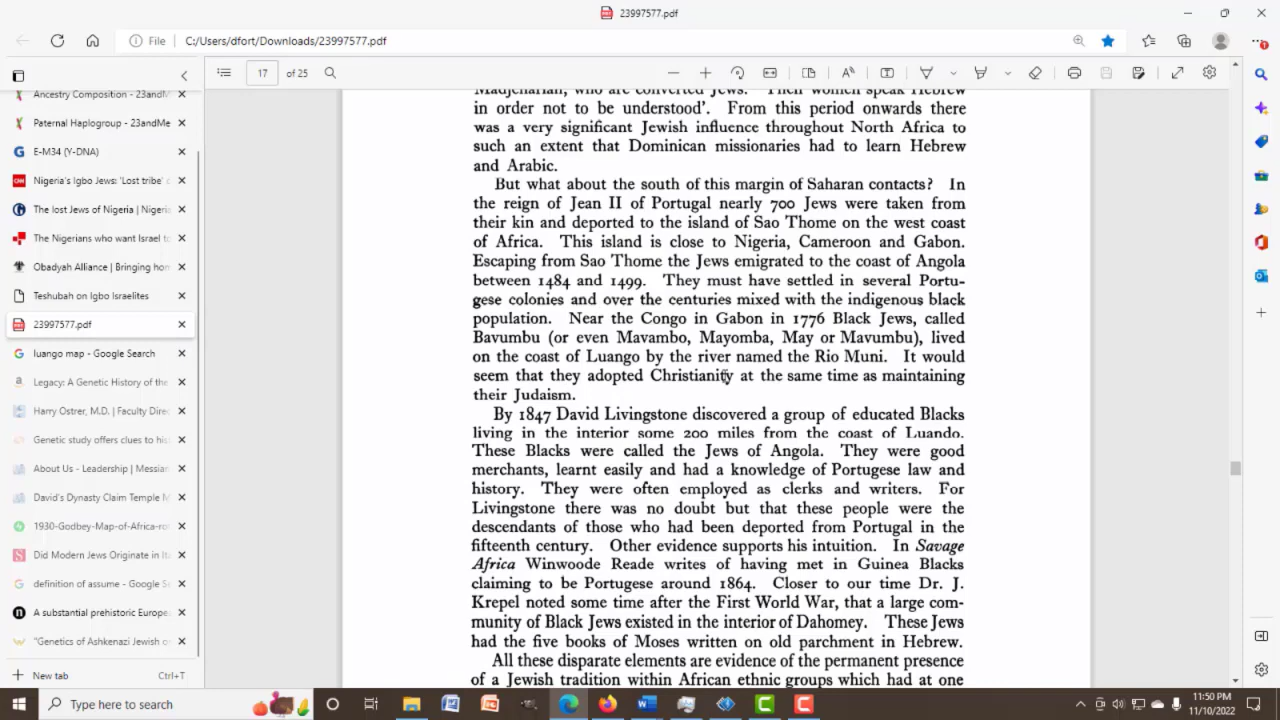 23997577.pdf
File
C:/Users/dfort/Downloads/23997577.pdf
17 of 25
Ancestry Composition - 23andMe
Paternal Haplogroup - 23andMe
E-M34 (Y-DNA)
Nigeria's Igbo Jews: 'Lost tribe' o
The lost Jews of Nigeria | Nigeria
The Nigerians who want Israel to
Obadyah Alliance | Bringing hom
Teshubah on Igbo Israelites
23997577.pdf
luango map - Google Search
Legacy: A Genetic History of the
Harry Ostrer, M.D. | Faculty Direc
Genetic study offers clues to his
About Us - Leadership | Messian
David's Dynasty Claim Temple M
1930-Godbey-Map-of-Africa-ro
Did Modern Jews Originate in Ita
definition of assume - Google Se
A substantial prehistoric Europe
"Genetics of Ashkenazi Jewish o
New tab Ctrl+T
Madjenarian, who are converted Jews. Their women speak Hebrew
in order not to be understood'. From this period onwards there
was a very significant Jewish influence throughout North Africa to
such an extent that Dominican missionaries had to learn Hebrew
and Arabic.
But what about the south of this margin of Saharan contacts? In
the reign of Jean II of Portugal nearly 700 Jews were taken from
their kin and deported to the island of Sao Thome on the west coast
of Africa. This island is close to Nigeria, Cameroon and Gabon.
Escaping from Sao Thome the Jews emigrated to the coast of Angola
between 1484 and 1499. They must have settled in several Portu-
gese colonies and over the centuries mixed with the indigenous black
population. Near the Congo in Gabon in 1776 Black Jews, called
Bavumbu (or even Mavambo, Mayomba, May or Mavumbu), lived
on the coast of Luango by the river named the Rio Muni. It would
seem that they adopted Christianity at the same time as maintaining
their Judaism.
By 1847 David Livingstone discovered a group of educated Blacks
living in the interior some 200 miles from the coast of Luando.
These Blacks were called the Jews of Angola. They were good
merchants, learnt easily and had a knowledge of Portugese law and
history. They were often employed as clerks and writers. For
Livingstone there was no doubt but that these people were the
descendants of those who had been deported from Portugal in the
fifteenth century. Other evidence supports his intuition. In Savage
Africa Winwoode Reade writes of having met in Guinea Blacks
claiming to be Portugese around 1864. Closer to our time Dr. J.
Krepel noted some time after the First World War, that a large com-
munity of Black Jews existed in the interior of Dahomey. These Jews
had the five books of Moses written on old parchment in Hebrew.
All these disparate elements are evidence of the permanent presence
of a Jewish tradition within African ethnic groups which had at one
Type here to search
11:50 PM
11/10/2022